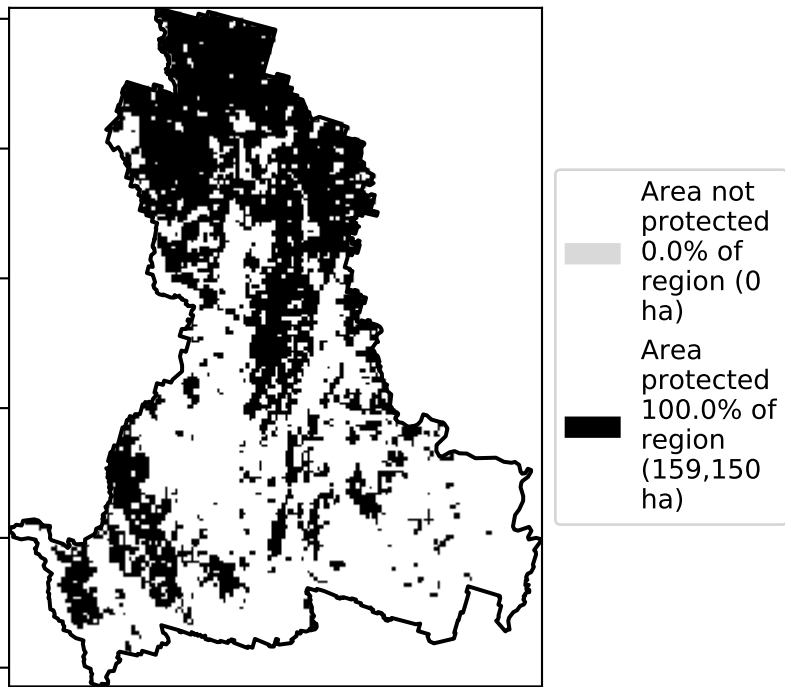 Area not
protected
0.0% of
region (0
ha)
Area
protected
100.0% of
region
(159,150
ha)